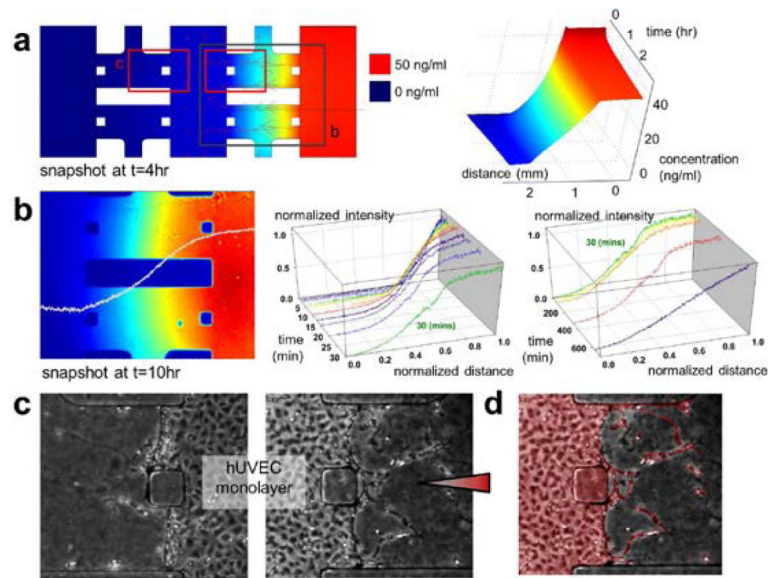 a
c
b
50 ng/ml
0 ng/ml
snapshot at t=4hr
0
time (hr)
1
2
40
20
0
concentration
(ng/ml)
distance (mm)
2
1
0
b
snapshot at t=10hr
normalized intensity
1.0
0.5
0.0
5
10
15
20
25
30
time
(min)
30 (mins)
0.0
0.2
0.4
0.6
0.8
1.0
normalized distance
normalized intensity
1.0
0.5
0.0
30 (mins)
200
400
600
time
(min)
0.0
0.2
0.4
0.6
0.8
1.0
normalized distance
c
hUVEC
monolayer
d